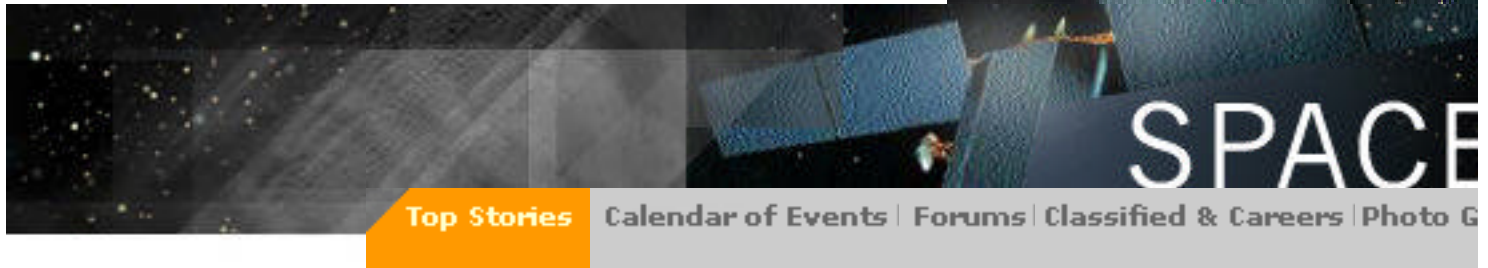 SPACE
Top Stories Calendar of Events | Forums | Classified & Careers | Photo G